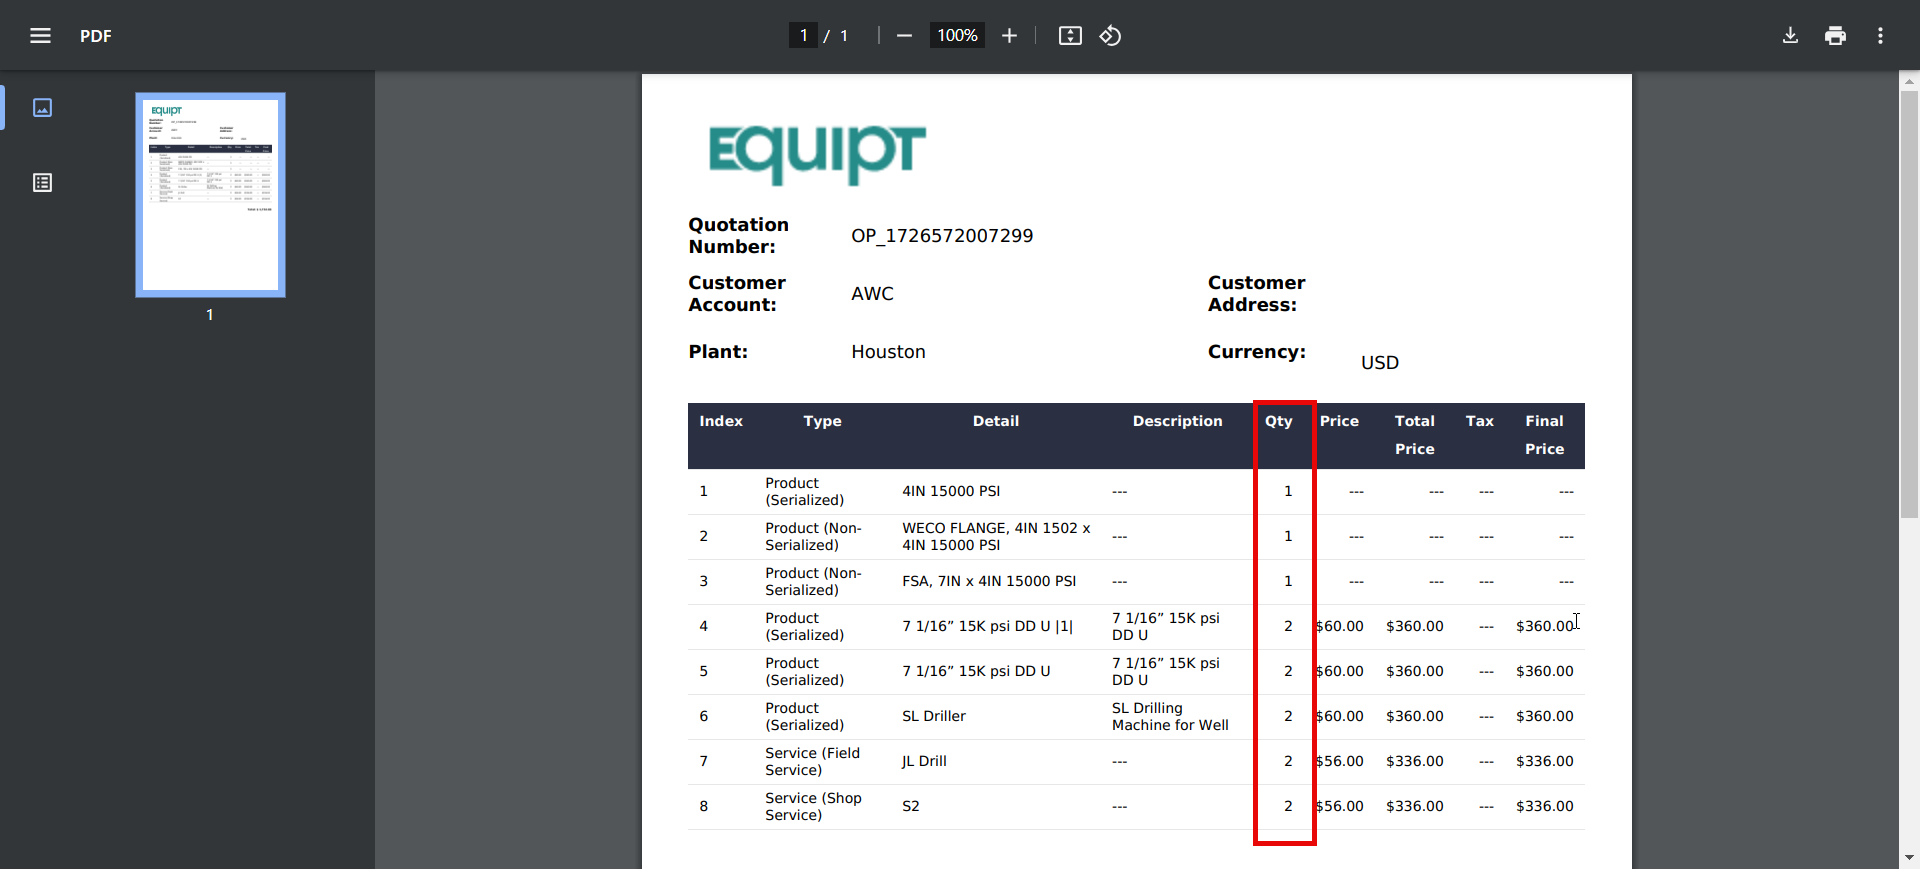 PDF
1 / 1
100%
EQUIPT
1
Quotation Number: OP_1726572007299
Customer Account: AWC Customer Address:
Plant: Houston Currency: USD
Index Type Detail Description Qty Price Total Price Tax Final Price
1 Product (Serialized) 4IN 15000 PSI --- 1 --- --- --- ---
2 Product (Non-Serialized) WECO FLANGE, 4IN 1502 x 4IN 15000 PSI --- 1 --- --- --- ---
3 Product (Non-Serialized) FSA, 7IN x 4IN 15000 PSI --- 1 --- --- --- ---
4 Product (Serialized) 7 1/16” 15K psi DD U |1| 7 1/16” 15K psi DD U 2 $60.00 $360.00 --- $360.00
5 Product (Serialized) 7 1/16” 15K psi DD U 7 1/16” 15K psi DD U 2 $60.00 $360.00 --- $360.00
6 Product (Serialized) SL Driller SL Drilling Machine for Well 2 $60.00 $360.00 --- $360.00
7 Service (Field Service) JL Drill --- 2 $56.00 $336.00 --- $336.00
8 Service (Shop Service) S2 --- 2 $56.00 $336.00 --- $336.00